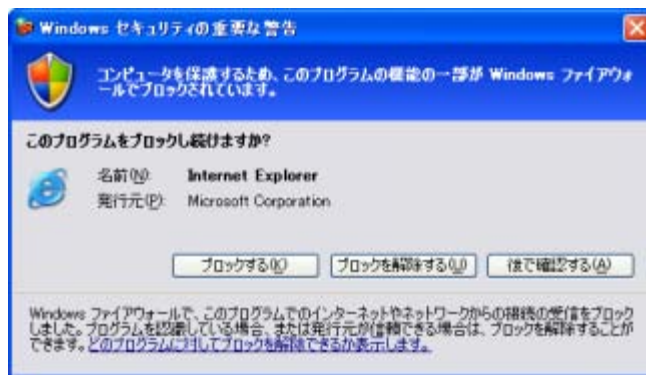 Windows セキュリティの重要な警告
コンピュータを保護するため、このプログラムの機能の一部が Windows ファイアウォ
ールでブロックされています。
このプログラムをブロックし続けますか?
名前(N): Internet Explorer
発行元(P): Microsoft Corporation
ブロックする(K) ブロックを解除する(U) 後で確認する(A)
Windows ファイアウォールで、このプログラムでのインターネットやネットワークからの接続の受信をブロック
しました。プログラムを認識している場合、または発行元が信頼できる場合は、ブロックを解除することが
できます。どのプログラムに対してブロックを解除できるか表示します。